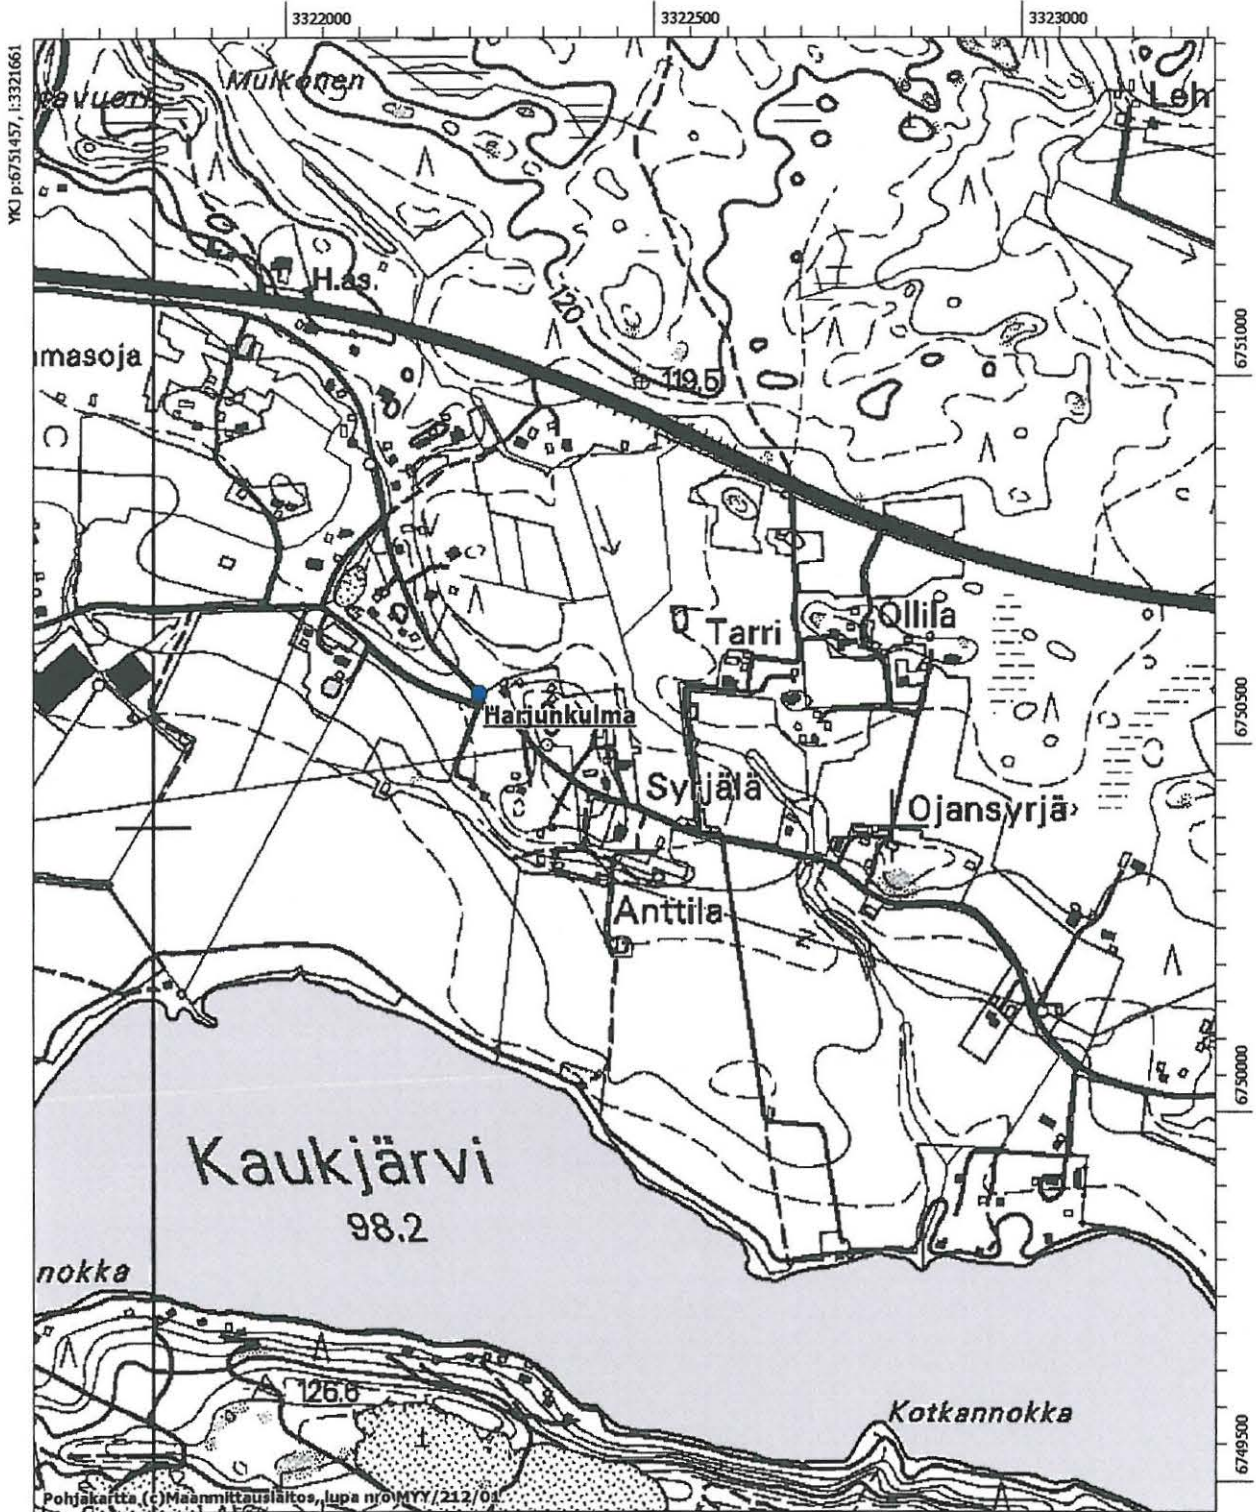 3322000
3322500
3323000
YKJ p:6751457, l:3321661
Mulkonen
tavuori
Leh
H.as.
120
119,5
6751000
masoja
C
Tarri
Ollila
6750500
Harjunkulma
Syrjälä
Ojansyrjä
Anttila
6750000
Kaukjärvi
98.2
nokka
126.6
Kotkannokka
6749500
Pohjakartta (c)Maanmittauslaitos, lupa nro MYY/212/01